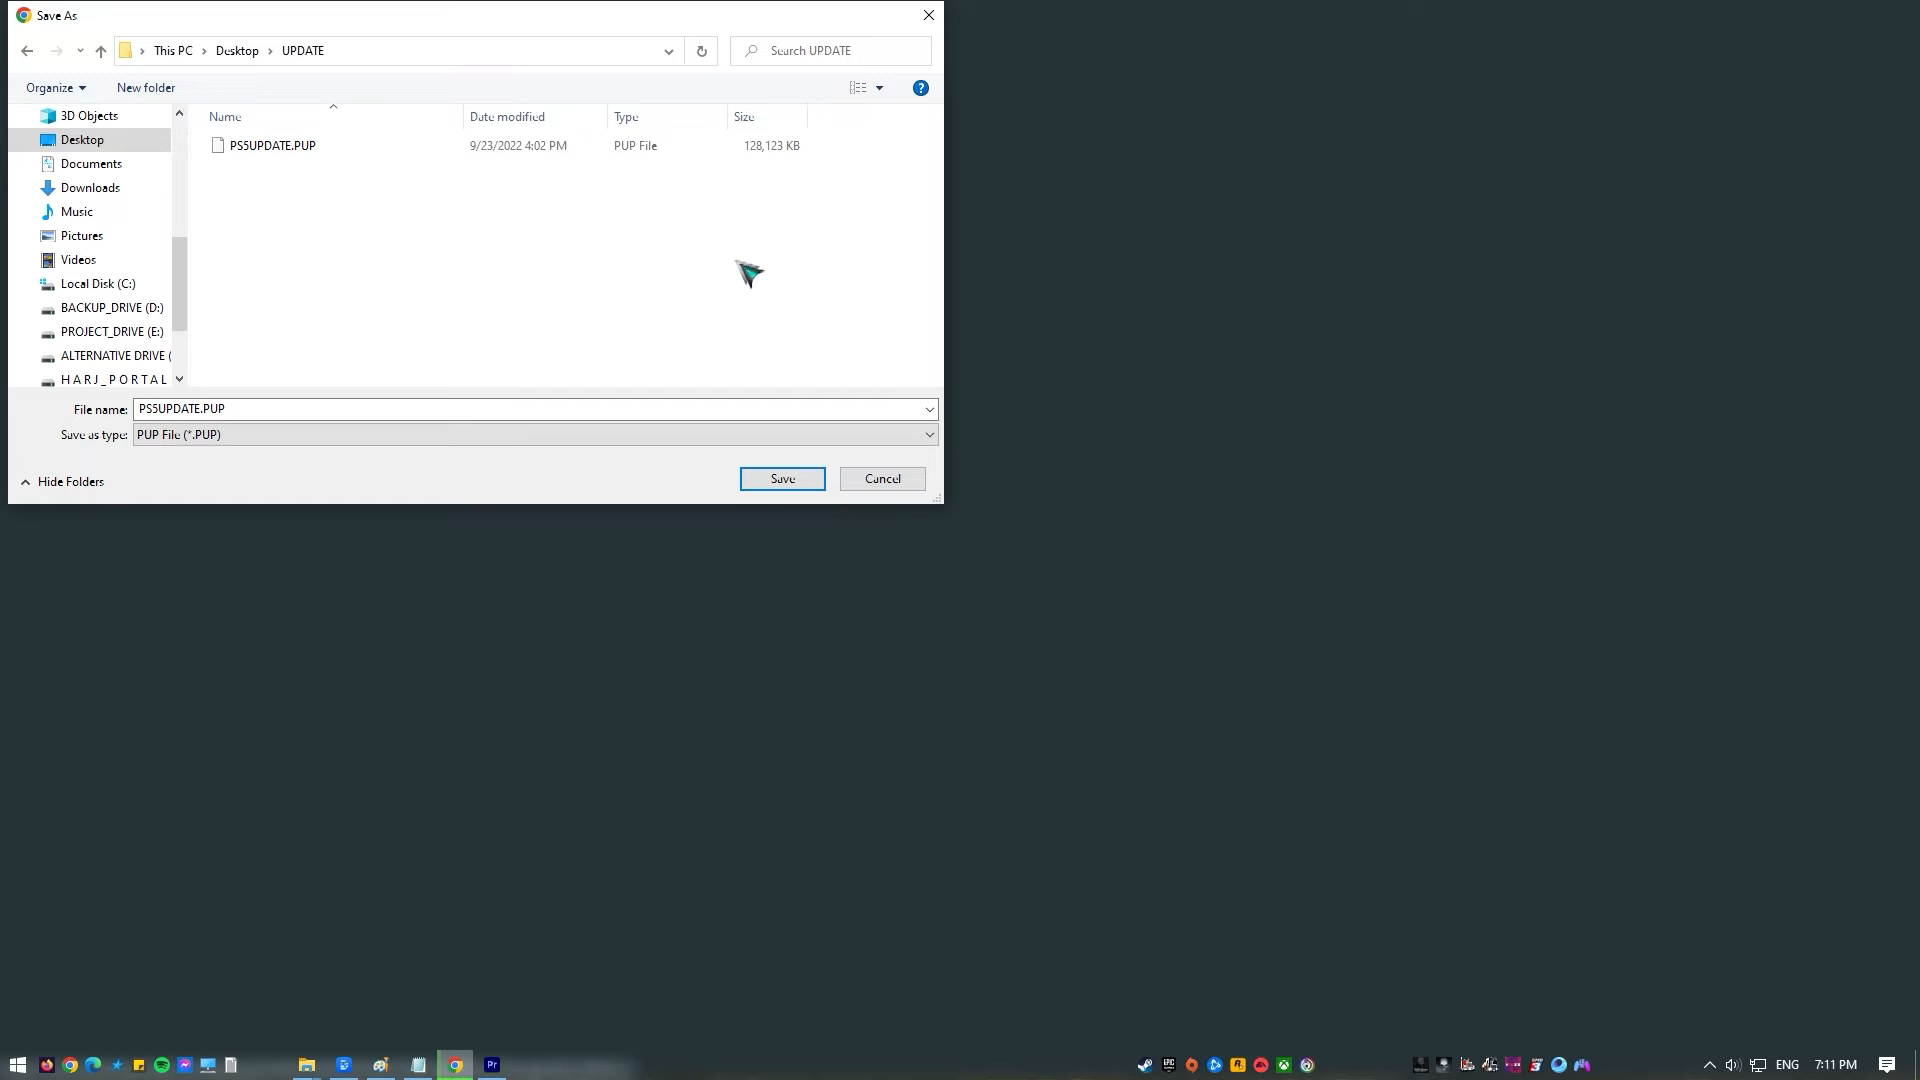 Save As
This PC > Desktop > UPDATE
Search UPDATE
Organize
New folder
3D Objects
Desktop
Documents
Downloads
Music
Pictures
Videos
Local Disk (C:)
BACKUP_DRIVE (D:)
PROJECT_DRIVE (E:)
ALTERNATIVE DRIVE (
H A R J _ P O R T A L
Name Date modified Type Size
PS5UPDATE.PUP 9/23/2022 4:02 PM PUP File 128,123 KB
File name: PS5UPDATE.PUP
Save as type: PUP File (*.PUP)
Hide Folders
Save
Cancel
Pr
EPIC
ENG
7:11 PM